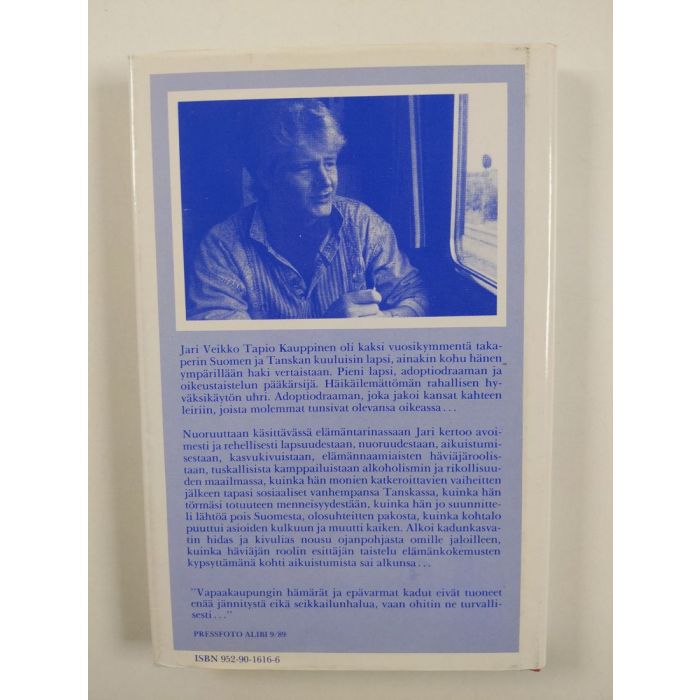 Jari Veikko Tapio Kauppinen oli kaksi vuosikymmentä taka-
perin Suomen ja Tanskan kuuluisin lapsi, ainakin kohu hänen
ympärillään haki vertaistaan. Pieni lapsi, adoptiodraaman ja
oikeustaistelun pääkärsijä. Häikäilemättömän rahallisen hy-
väksikäytön uhri. Adoptiodraaman, joka jakoi kansat kahteen
leiriin, joista molemmat tunsivat olevansa oikeassa...
Nuoruuttaan käsittävässä elämäntarinassaan Jari kertoo avoi-
mesti ja rehellisesti lapsuudestaan, nuoruudestaan, aikuistumi-
sestaan, kasvukivuistaan, elämännaamiaisten häviäjäroolis-
taan, tuskallisista kamppailuistaan alkoholismin ja rikollisuu-
den maailmassa, kuinka hän monien katkeroittavien vaiheitten
jälkeen tapasi sosiaaliset vanhempansa Tanskassa, kuinka hän
törmäsi totuuteen menneisyydestään, kuinka hän jo suunnitte-
li lähtöä pois Suomesta, olosuhteitten pakosta, kuinka kohtalo
puuttui asioiden kulkuun ja muutti kaiken. Alkoi kadunkasva-
tin hidas ja kivulias nousu ojanpohjasta omille jaloilleen,
kuinka häviäjän roolin esittäjän taistelu elämänkokemusten
kypsyttämänä kohti aikuistumista sai alkunsa...
"Vapaakaupungin hämärät ja epävarmat kadut eivät tuoneet
enää jännitystä eikä seikkailunhalua, vaan ohitin ne turvalli-
sesti..."
PRESSFOTO ALIBI 9/89
ISBN 952-90-1616-6